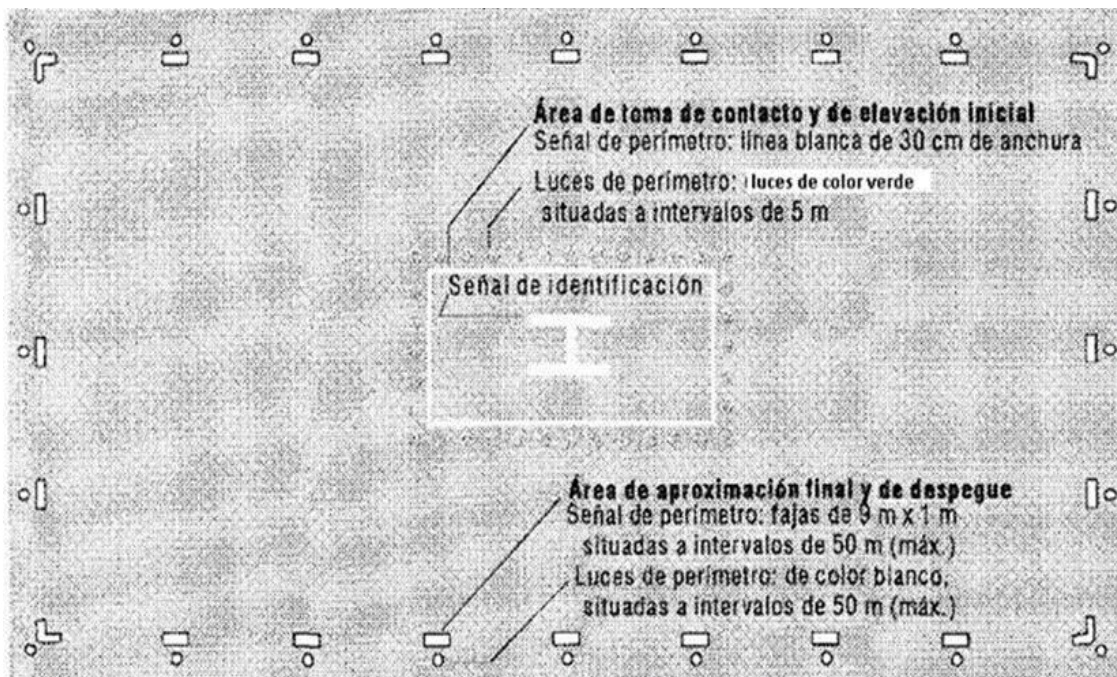 Área de toma de contacto y de elevación inicial
Señal de perímetro: línea blanca de 30 cm de anchura
Luces de perímetro: luces de color verde
situadas a intervalos de 5 m
Señal de identificación
H
Área de aproximación final y de despegue
Señal de perímetro: fajas de 9 m x 1 m
situadas a intervalos de 50 m (máx.)
Luces de perímetro: de color blanco,
situadas a intervalos de 50 m (máx.)